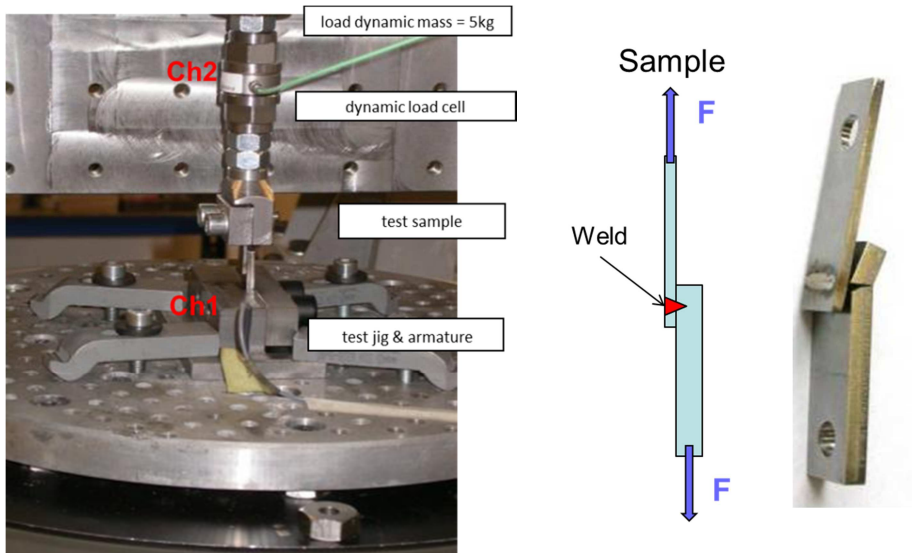 load dynamic mass = 5kg
Ch2
dynamic load cell
test sample
Ch1
test jig & armature
Sample
F
Weld
F